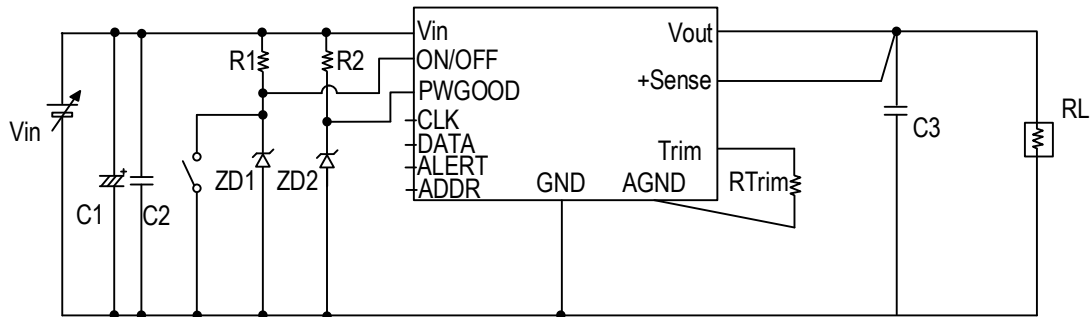 Vin
Vout
R1
R2
ON/OFF
+Sense
PWGOOD
Vin
CLK
C3
RL
DATA
Trim
ALERT
ZD1
ZD2
GND
AGND
RTrim
ADDR
+
C1
C2